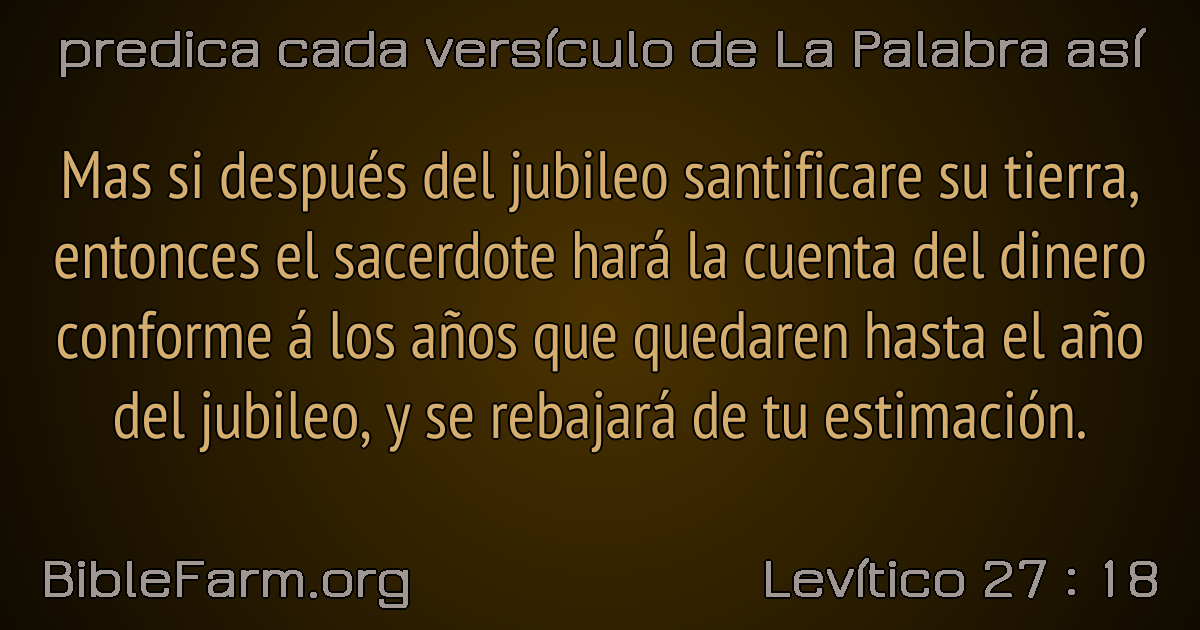 predica cada versículo de La Palabra así
Mas si después del jubileo santificare su tierra,
entonces el sacerdote hará la cuenta del dinero
conforme á los años que quedaren hasta el año
del jubileo, y se rebajará de tu estimación.
BibleFarm.org
Levítico 27 : 18